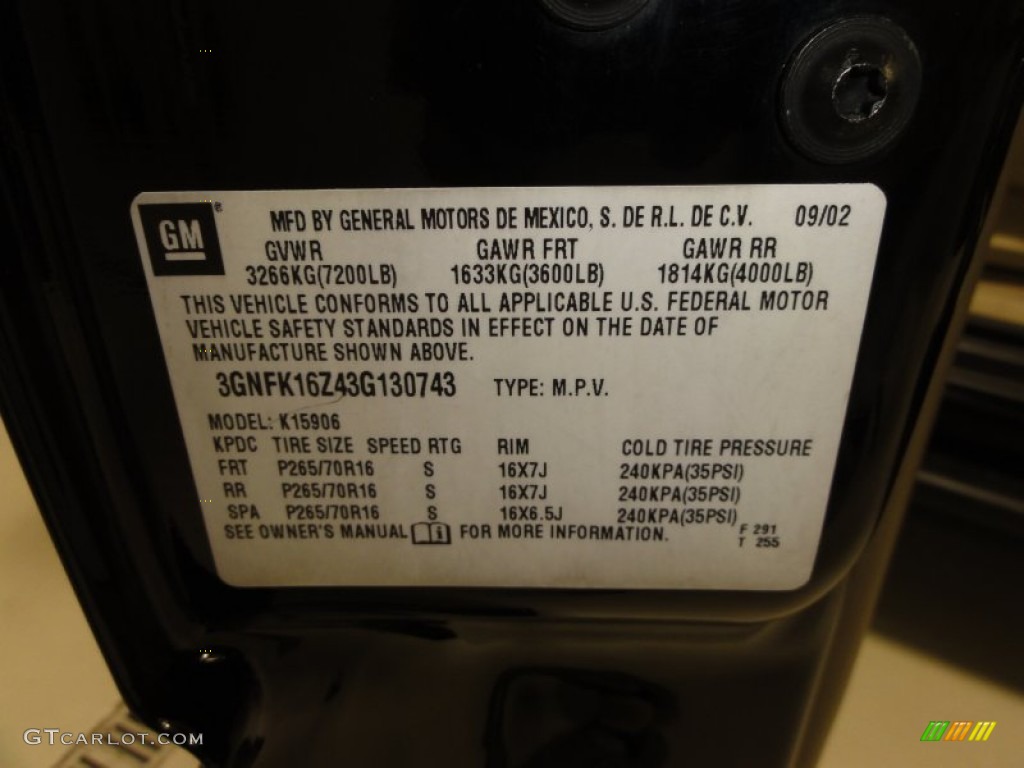 GM® MFD BY GENERAL MOTORS DE MEXICO, S. DE R.L. DE C.V. 09/02
GVWR GAWR FRT GAWR RR
3266KG(7200LB) 1633KG(3600LB) 1814KG(4000LB)
THIS VEHICLE CONFORMS TO ALL APPLICABLE U.S. FEDERAL MOTOR
VEHICLE SAFETY STANDARDS IN EFFECT ON THE DATE OF
MANUFACTURE SHOWN ABOVE.
3GNFK16Z43G130743 TYPE: M.P.V.
MODEL: K15906
KPDC TIRE SIZE SPEED RTG RIM COLD TIRE PRESSURE
FRT P265/70R16 S 16X7J 240KPA(35PSI)
RR P265/70R16 S 16X7J 240KPA(35PSI)
SPA P265/70R16 S 16X6.5J 240KPA(35PSI)
SEE OWNER'S MANUAL FOR MORE INFORMATION. F 291
T 255
GTCARLOT.COM